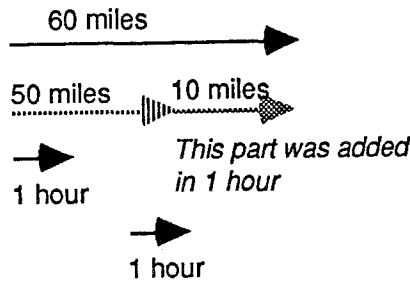 60 miles
50 miles 10 miles
This part was added
in 1 hour
1 hour
1 hour